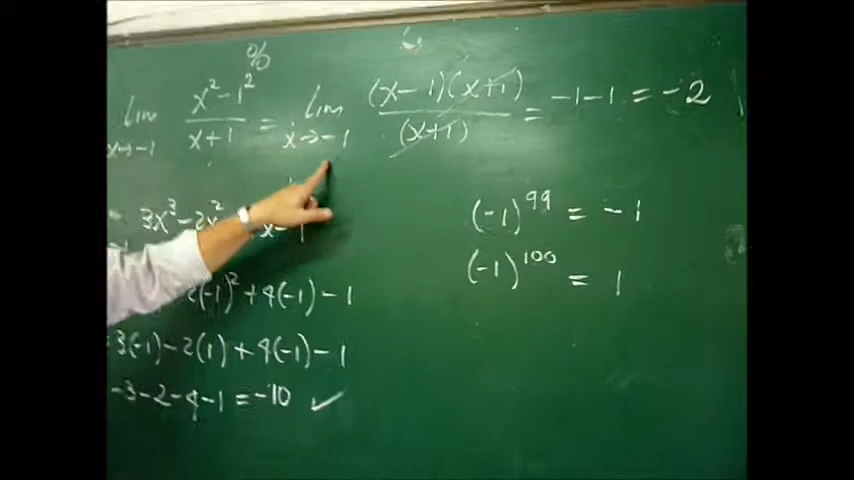 %
lim x→-1 x²-1² / x+1 = lim x→-1 (x-1)(x+1) / (x+1) = -1-1 = -2
3x³-2x² x-1
(-1)⁹⁹ = -1
(-1)¹⁰⁰ = 1
2(-1)²+4(-1)-1
3(-1)-2(1)+4(-1)-1
-3-2-4-1=-10 ✓